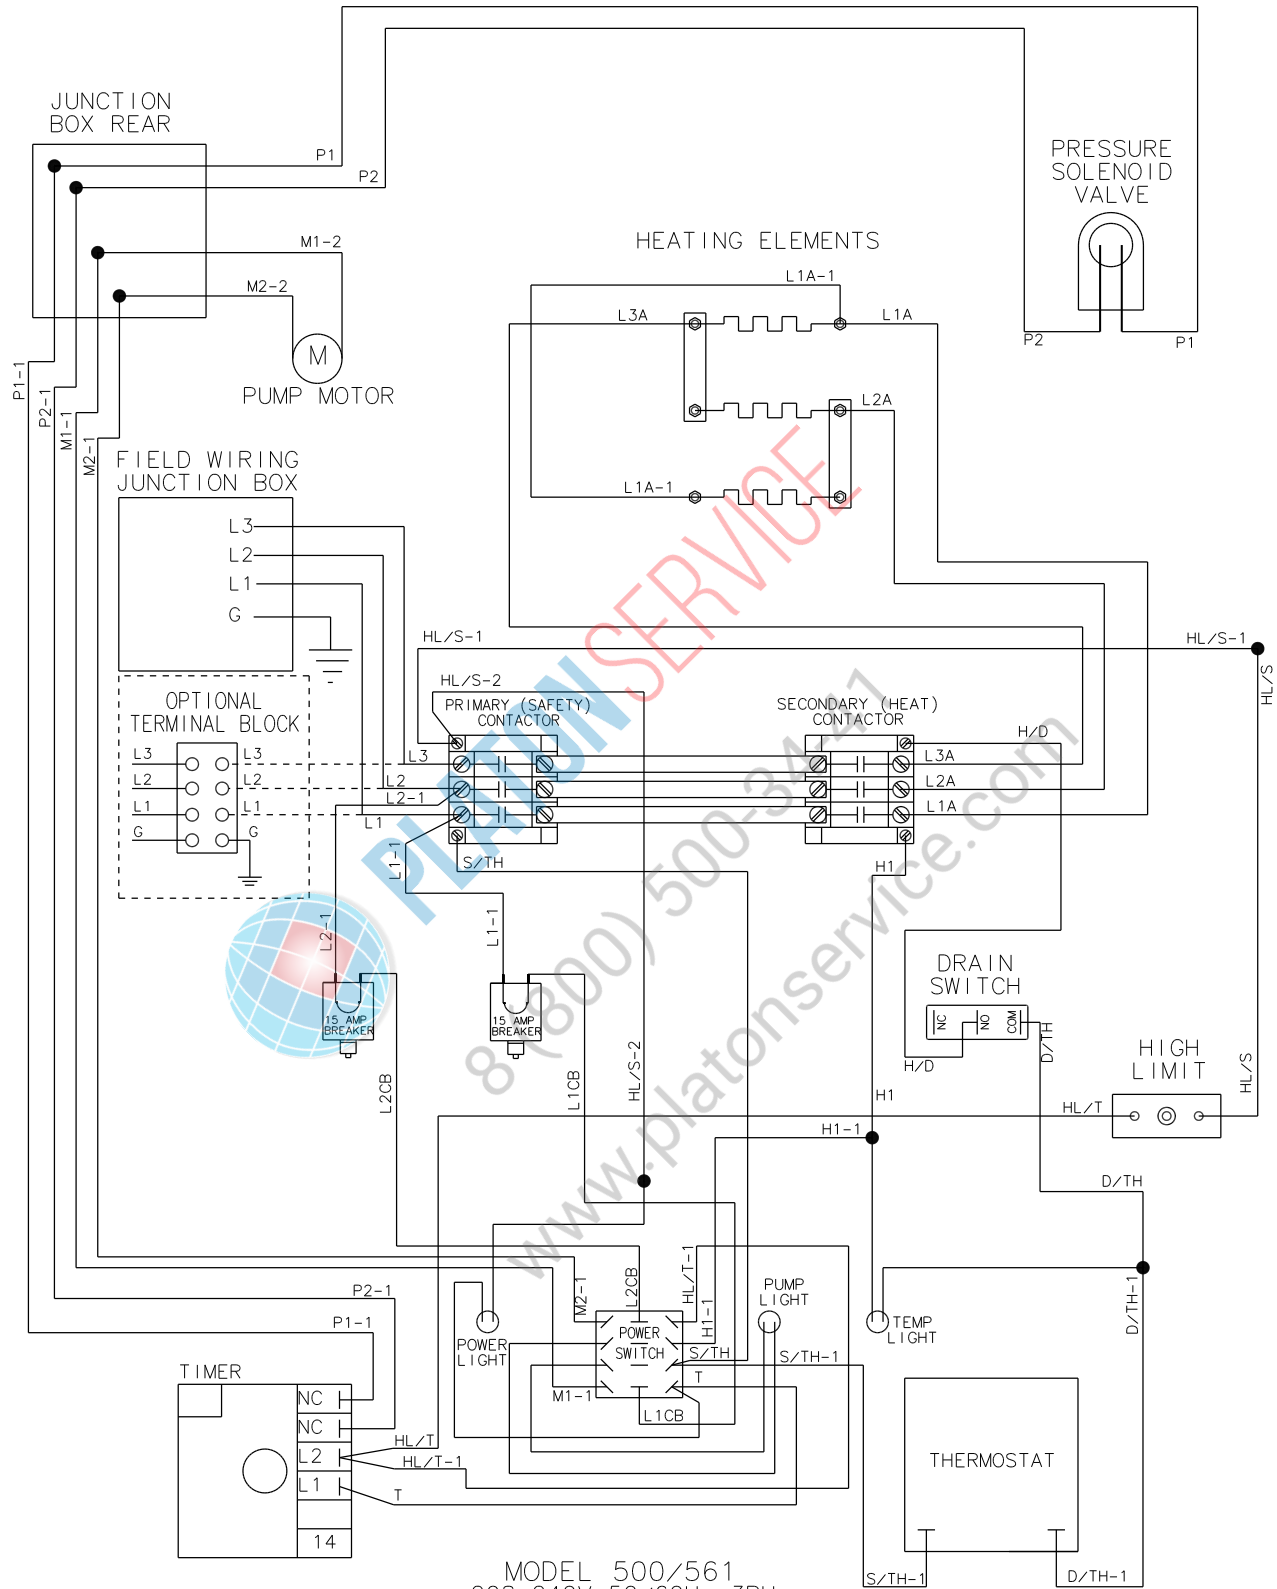 JUNCTION
BOX REAR
P1
P2
M1-2
M2-2
M
PUMP MOTOR
P1-1
P2-1
M1-1
M2-1
HEATING ELEMENTS
L1A-1
L3A
L1A
L2A
L1A-1
PRESSURE
SOLENOID
VALVE
P2
P1
FIELD WIRING
JUNCTION BOX
L3
L2
L1
G
OPTIONAL
TERMINAL BLOCK
L3
L3
L2
L2
L1
L1
G
G
HL/S-1
HL/S-1
HL/S
HL/S-2
PRIMARY (SAFETY)
CONTACTOR
L3
L2
L2-1
L1
L1-1
S/TH
SECONDARY (HEAT)
CONTACTOR
H/D
L3A
L2A
L1A
H1
PLATONSERVICE
8 (800) 500-34-41
www.platonservice.com
L2-1
L1-1
15 AMP
BREAKER
15 AMP
BREAKER
L2CB
L1CB
HL/S-2
DRAIN
SWITCH
NC
NO
COM
H/D
D/TH
HIGH
LIMIT
HL/T
HL/S
H1
H1-1
D/TH
D/TH-1
M2-1
L2CB
HL/T-1
H1-1
PUMP
LIGHT
POWER
LIGHT
POWER
SWITCH
S/TH
T
S/TH-1
TEMP
LIGHT
M1-1
L1CB
P2-1
P1-1
TIMER
NC
NC
L2
L1
14
HL/T
HL/T-1
T
THERMOSTAT
S/TH-1
D/TH-1
MODEL 500/561